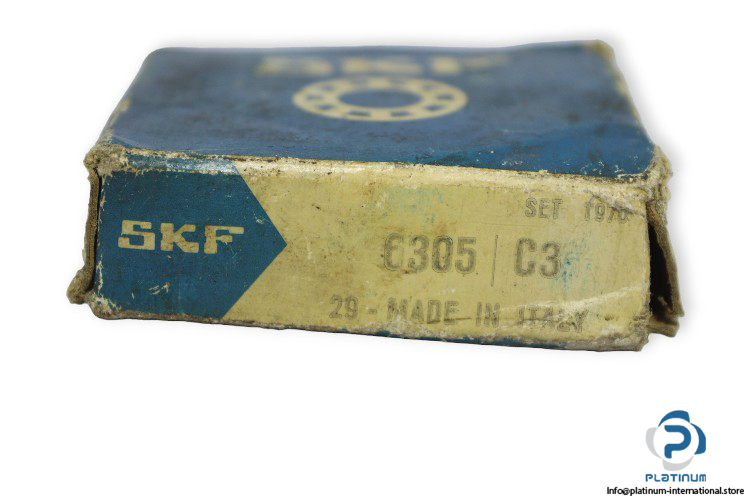 SKF
SET 1970
SKF
6305 / C3
29 - MADE IN ITALY
PLATINUM
Info@platinum-international.store